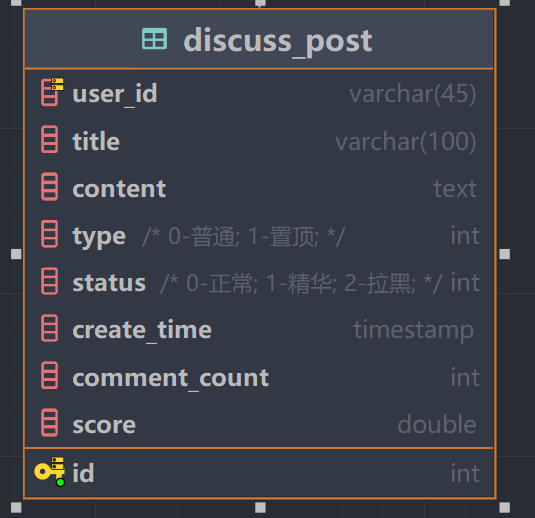 discuss_post
user_id varchar(45)
title varchar(100)
content text
type /* 0-普通; 1-置顶; */ int
status /* 0-正常; 1-精华; 2-拉黑; */ int
create_time timestamp
comment_count int
score double
id int